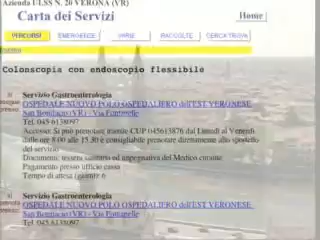 Azienda ULSS N. 20 VERONA (VR)
Carta dei Servizi
Home
PERCORSI EMERGENZE VARIE RACCOLTE CERCA/TROVA
Colonscopia con endoscopio flessibile
Servizio Gastroenterologia
OSPEDALE NUOVO POLO OSPEDALIERO dell'EST VERONESE
San Bonifacio (VR) - Via Fontanelle
Tel. 045 6138097
Accesso: Si può prenotare tramite CUP 045615876 dal Lunedì al Venerdì
dalle ore 8.00 alle 15.30 è consigliabile prenotare direttamente allo sportello
del servizio
Documenti: tessera sanitaria ed impegnativa del Medico curante
Pagamento presso ufficio cassa
Tempo di attesa (giorni): 6
Servizio Gastroenterologia
OSPEDALE NUOVO POLO OSPEDALIERO dell'EST VERONESE
San Bonifacio (VR) - Via Fontanelle
Tel. 045 6138097